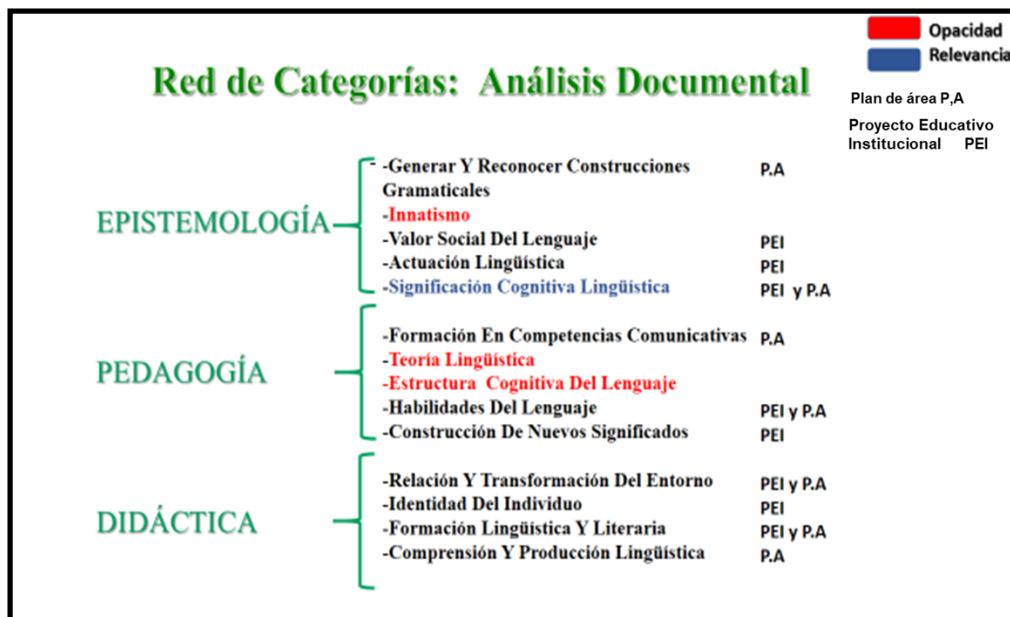 Opacidad
Relevancia
Red de Categorías: Análisis Documental
Plan de área P,A
Proyecto Educativo
Institucional PEI
EPISTEMOLOGÍA
- -Generar Y Reconocer Construcciones P.A
Gramaticales
-Innatismo
-Valor Social Del Lenguaje PEI
-Actuación Lingüística PEI
-Significación Cognitiva Lingüística PEI y P.A
PEDAGOGÍA
-Formación En Competencias Comunicativas P.A
-Teoría Lingüística
-Estructura Cognitiva Del Lenguaje
-Habilidades Del Lenguaje PEI y P.A
-Construcción De Nuevos Significados PEI
DIDÁCTICA
-Relación Y Transformación Del Entorno PEI y P.A
-Identidad Del Individuo PEI
-Formación Lingüística Y Literaria PEI y P.A
-Comprensión Y Producción Lingüística P.A